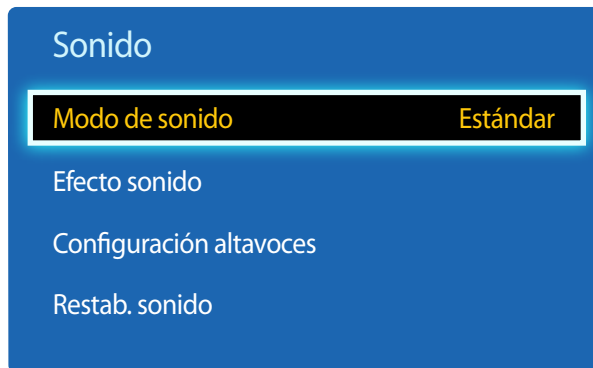 Sonido
Modo de sonido Estándar
Efecto sonido
Configuración altavoces
Restab. sonido